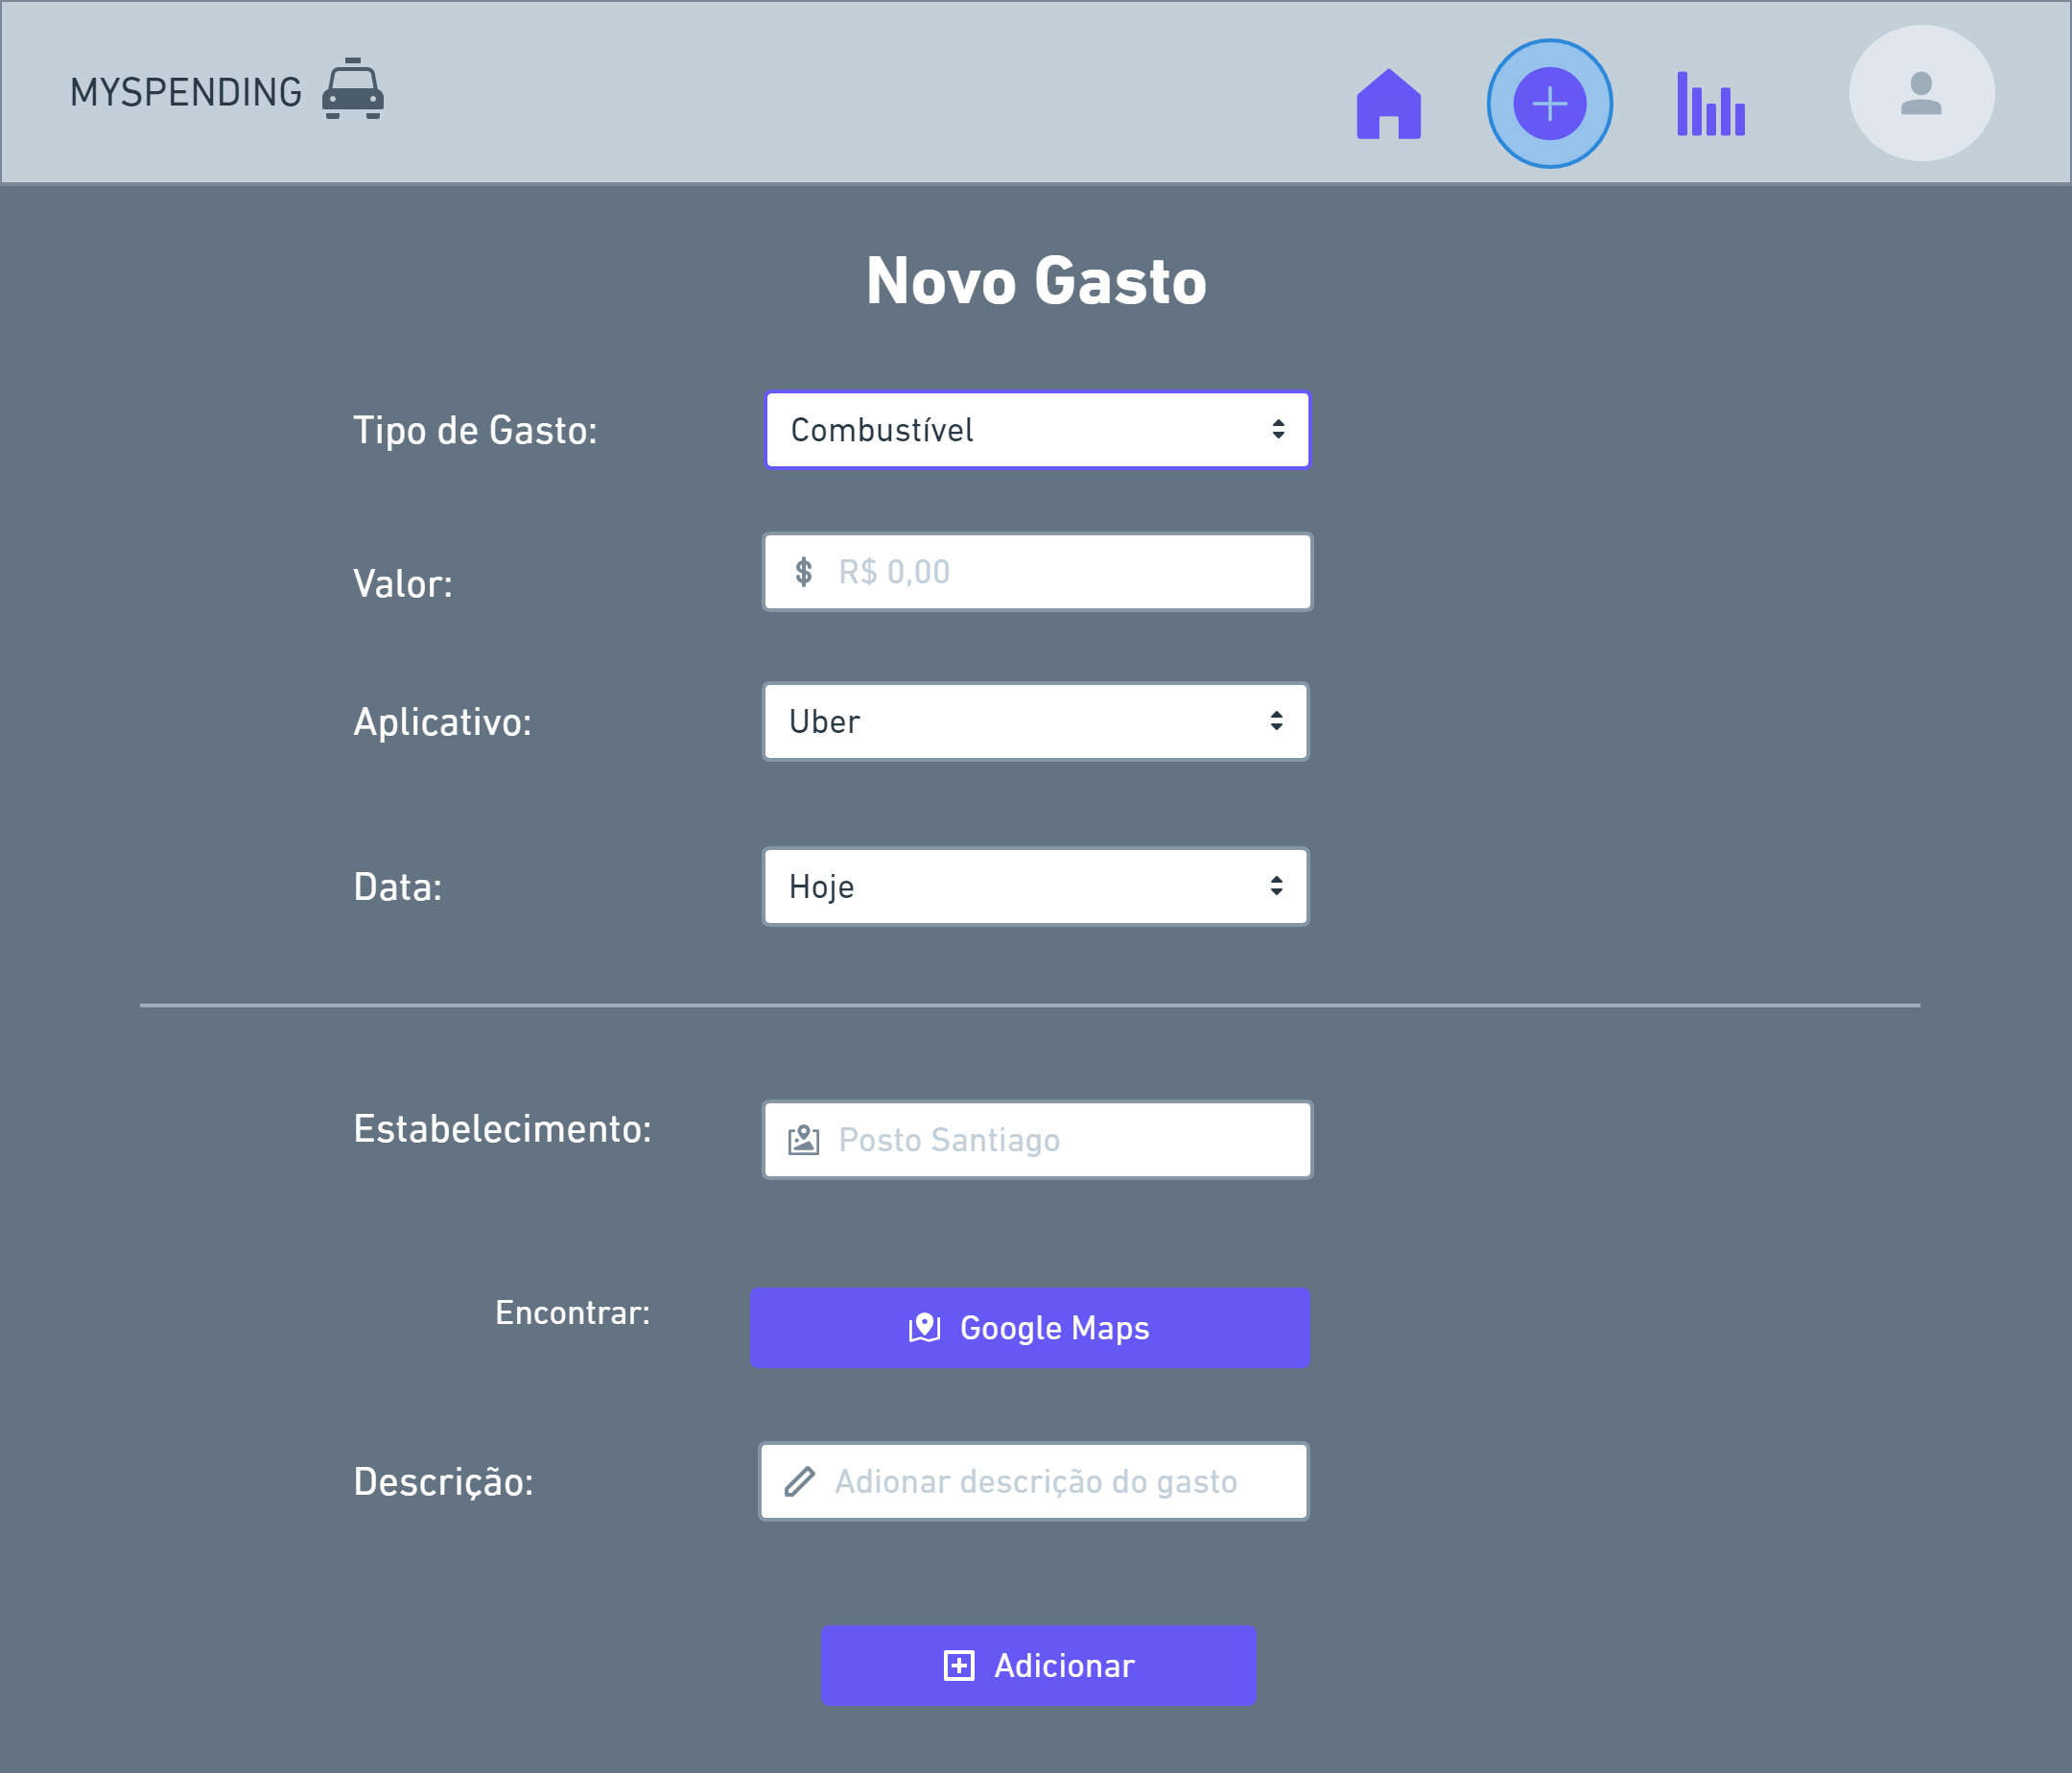 MYSPENDING
Novo Gasto
Tipo de Gasto:
Combustível
Valor:
$ R$ 0,00
Aplicativo:
Uber
Data:
Hoje
Estabelecimento:
Posto Santiago
Encontrar:
Google Maps
Descrição:
Adionar descrição do gasto
Adicionar